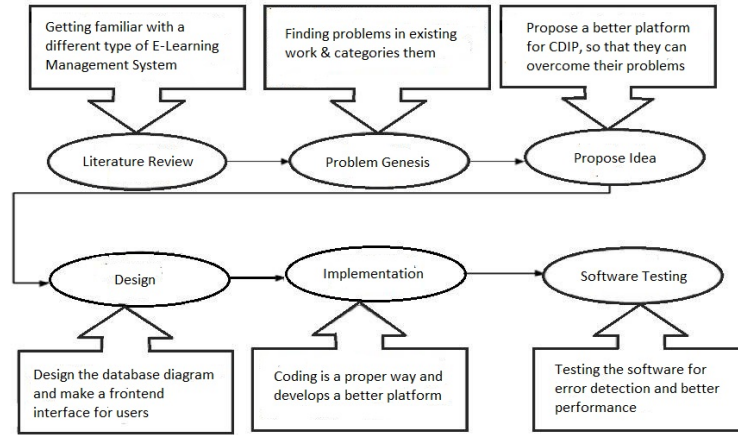 Getting familiar with a
different type of E-Learning
Management System
Finding problems in existing
work & categories them
Propose a better platform
for CDIP, so that they can
overcome their problems
Literature Review
Problem Genesis
Propose Idea
Design
Implementation
Software Testing
Design the database diagram
and make a frontend
interface for users
Coding is a proper way and
develops a better platform
Testing the software for
error detection and better
performance